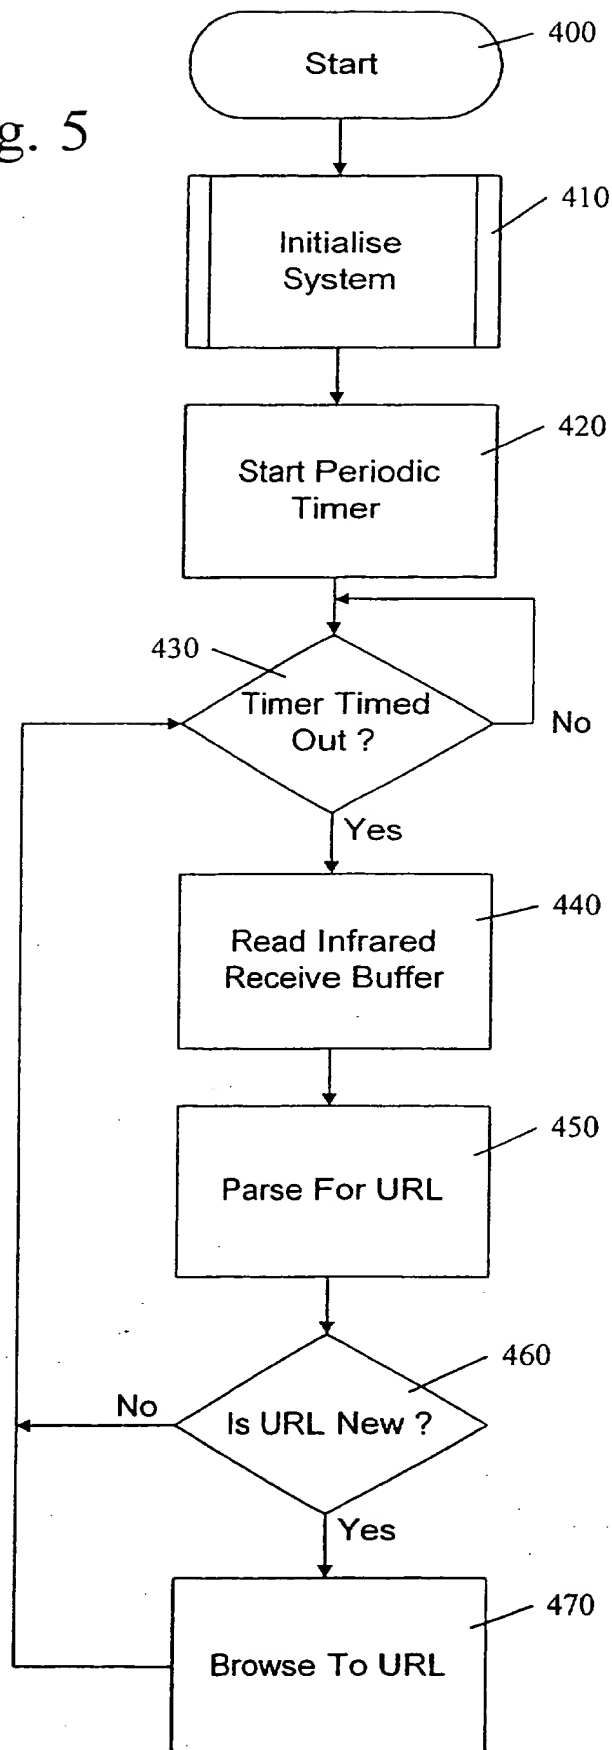 400
Start
g. 5
410
Initialise
System
420
Start Periodic
Timer
430
Timer Timed
Out ?
No
Yes
440
Read Infrared
Receive Buffer
450
Parse For URL
460
No
Is URL New ?
Yes
470
Browse To URL